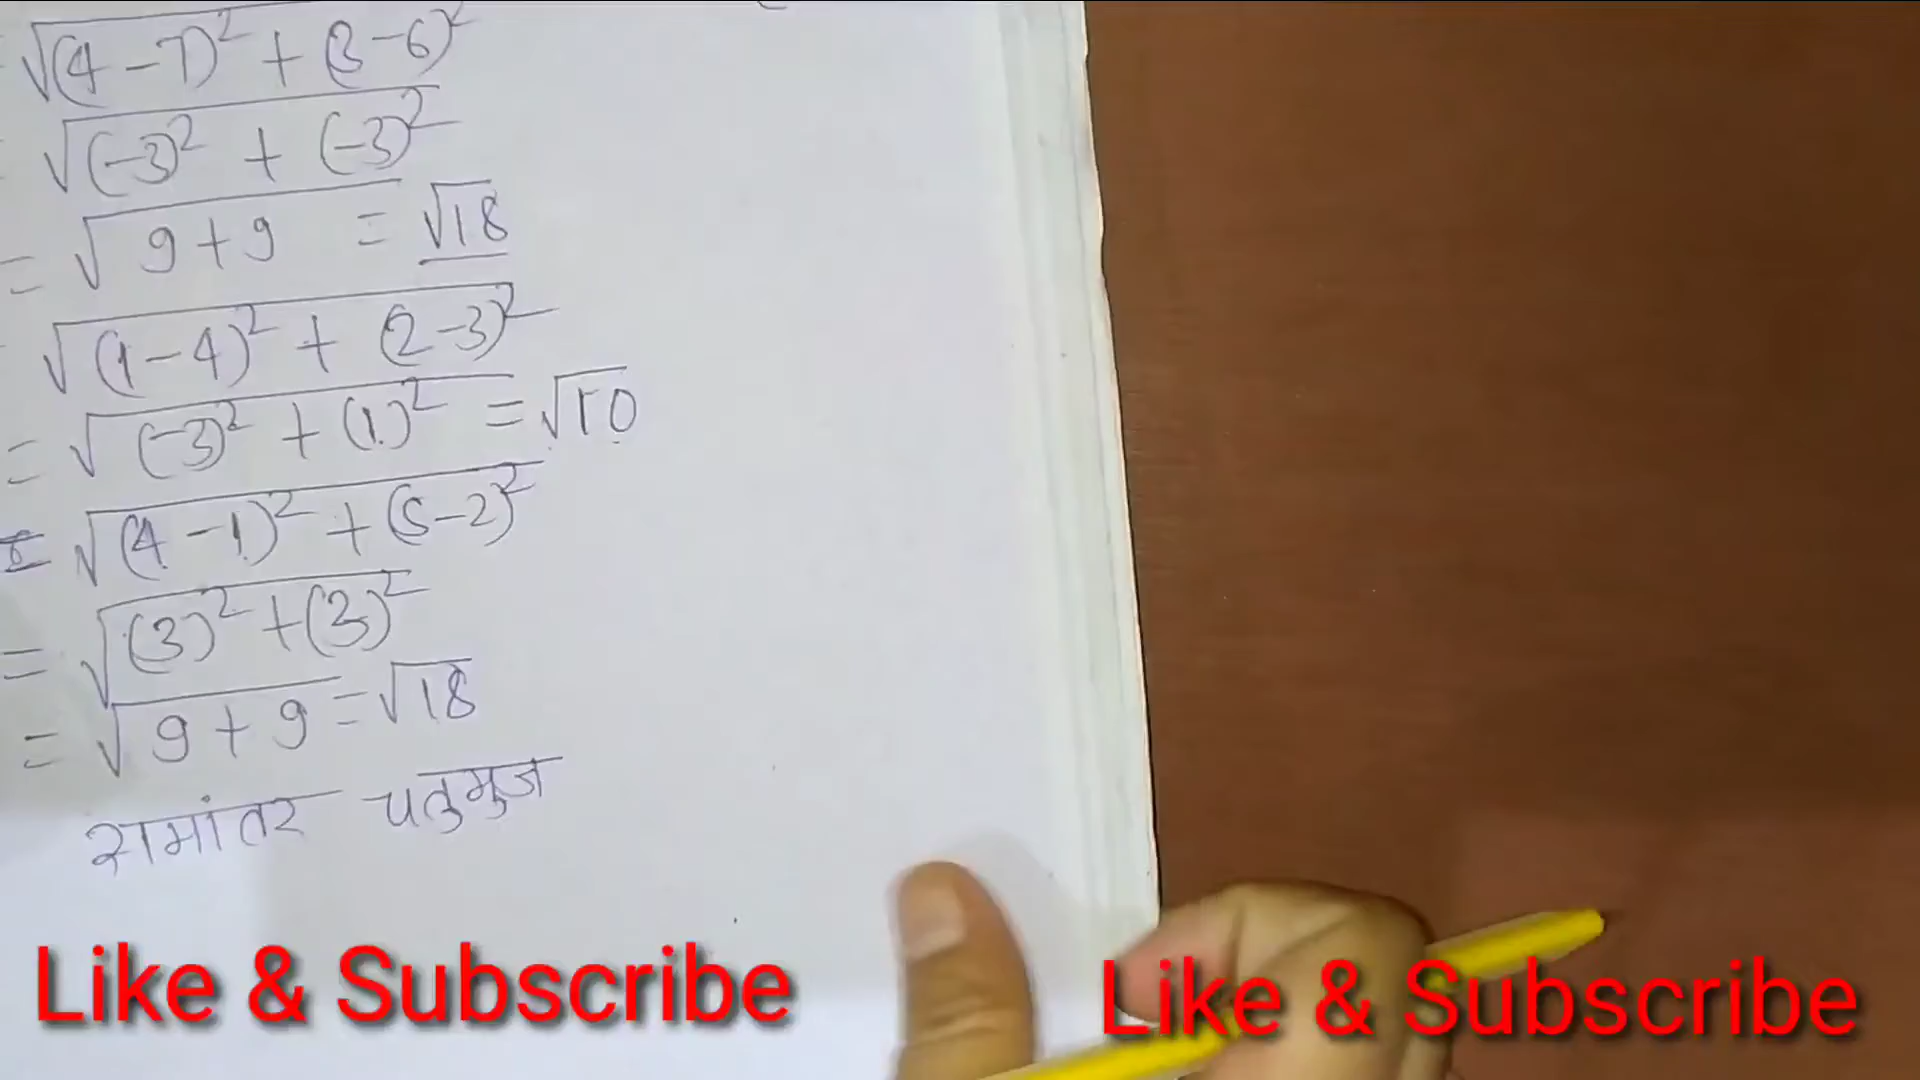 √(4-7)² + (3-6)²
√(-3)² + (-3)²
= √9+9 = √18
√(1-4)² + (2-3)²
= √(-3)² + (1)² = √10
= √(4-1)² + (5-2)²
= √(3)² + (3)²
= √9+9 = √18
समांतर चतुर्भुज
Like & Subscribe
Like & Subscribe